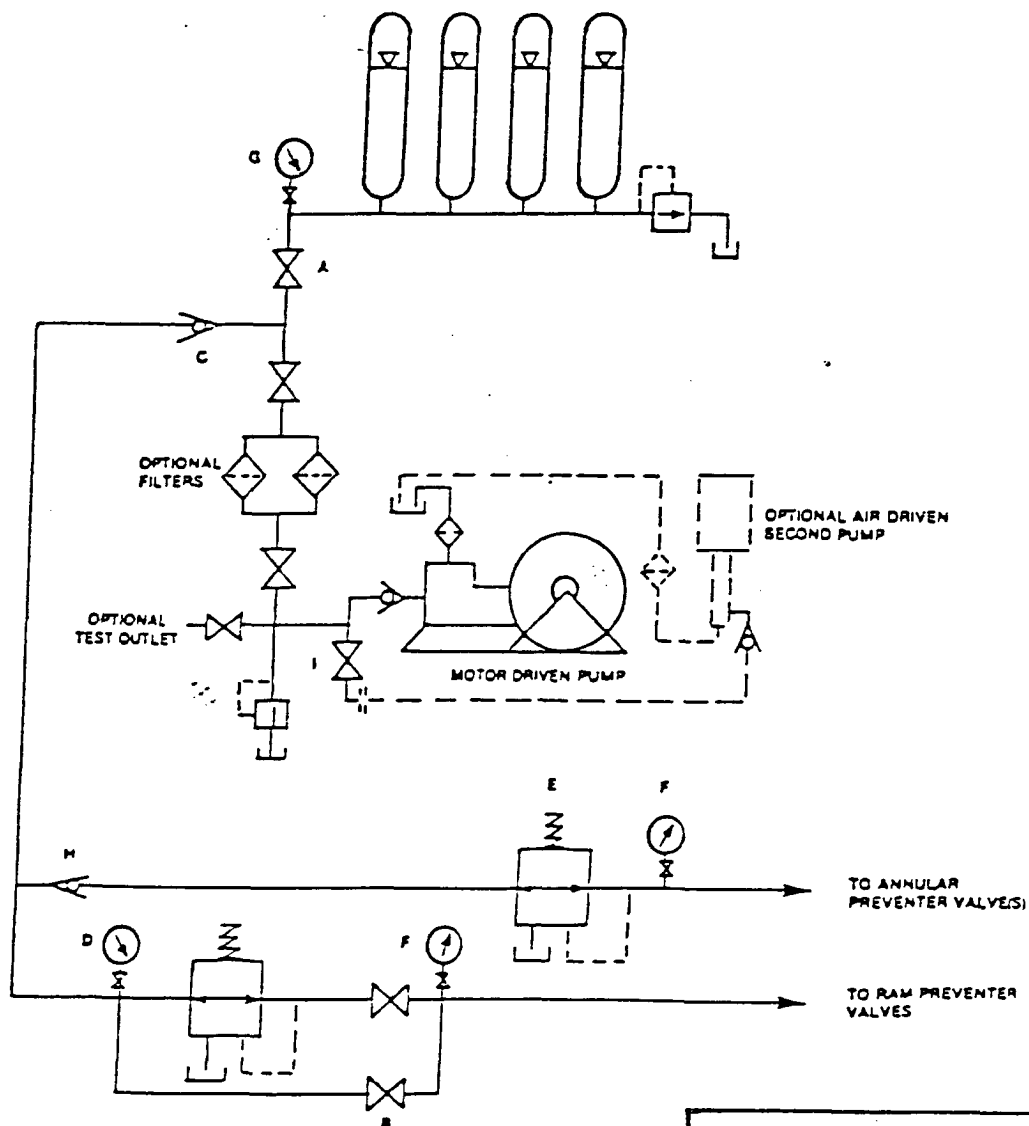 G
A
C
OPTIONAL
FILTERS
OPTIONAL AIR DRIVEN
SECOND PUMP
OPTIONAL
TEST OUTLET
I
MOTOR DRIVEN PUMP
E
F
H
TO ANNULAR
PREVENTER VALVE(S)
D
F
TO RAM PREVENTER
VALVES
B